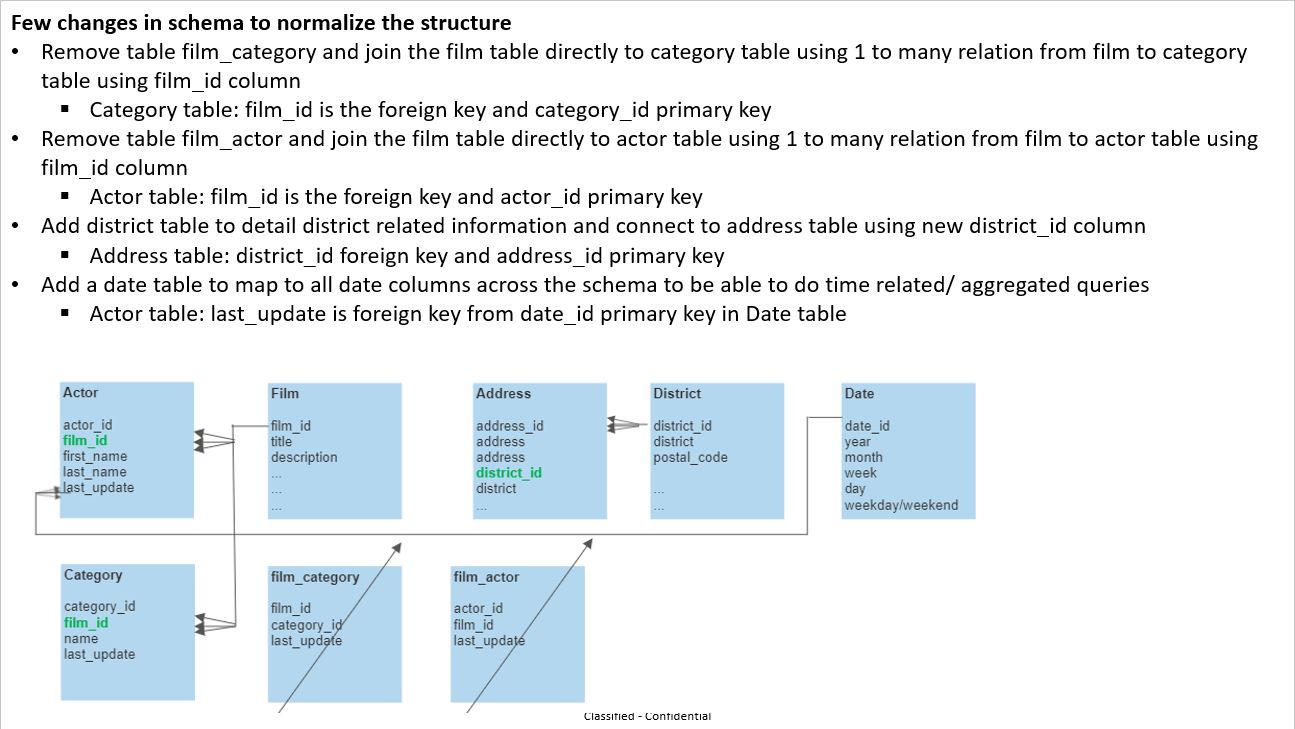 Few changes in schema to normalize the structure
• Remove table film_category and join the film table directly to category table using 1 to many relation from film to category
table using film_id column
▪ Category table: film_id is the foreign key and category_id primary key
• Remove table film_actor and join the film table directly to actor table using 1 to many relation from film to actor table using
film_id column
▪ Actor table: film_id is the foreign key and actor_id primary key
• Add district table to detail district related information and connect to address table using new district_id column
▪ Address table: district_id foreign key and address_id primary key
• Add a date table to map to all date columns across the schema to be able to do time related/ aggregated queries
▪ Actor table: last_update is foreign key from date_id primary key in Date table
Actor
actor_id
film_id
first_name
last_name
last_update
Film
film_id
title
description
...
...
...
Address
address_id
address
address
district_id
district
...
District
district_id
district
postal_code
...
...
Date
date_id
year
month
week
day
weekday/weekend
Category
category_id
film_id
name
last_update
film_category
film_id
category_id
last_update
film_actor
actor_id
film_id
last_update
Classified - Confidential